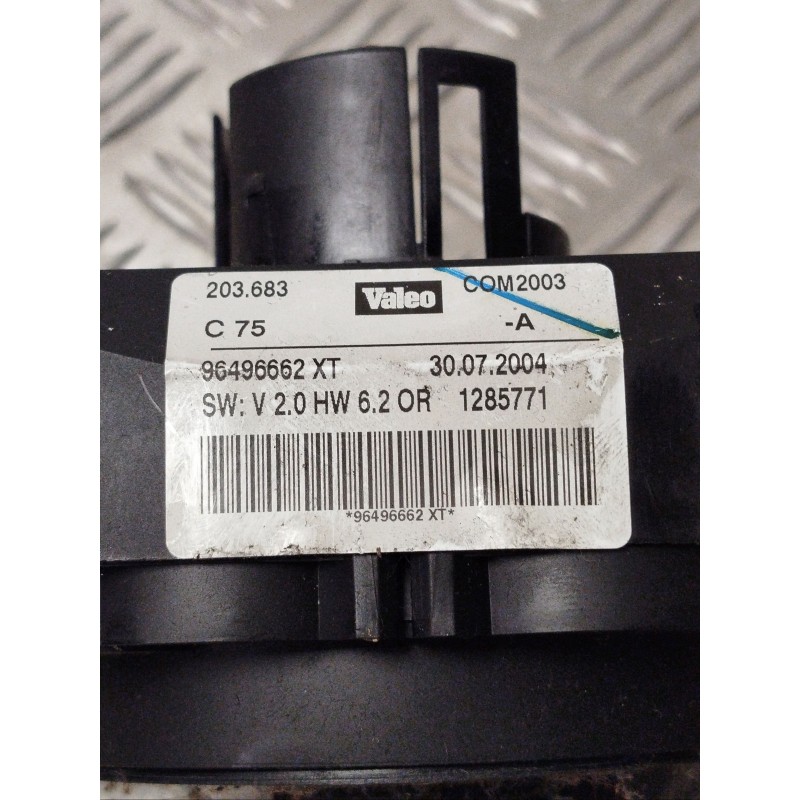 203.683 Valeo COM2003
C 75 -A
96496662 XT 30.07.2004
SW: V 2.0 HW 6.2 OR 1285771
*96496662 XT*